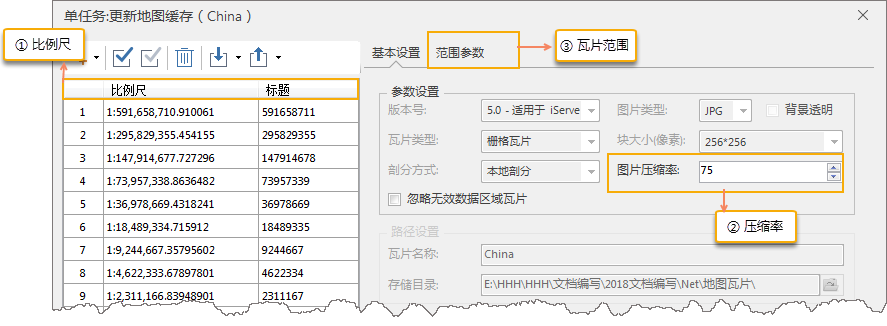 单任务:更新地图缓存（China）
① 比例尺
基本设置
范围参数
③ 瓦片范围
比例尺 标题
1 1:591,658,710.910061 591658711
2 1:295,829,355.454155 295829355
3 1:147,914,677.727296 147914678
4 1:73,957,338.8636482 73957339
5 1:36,978,669.4318241 36978669
6 1:18,489,334.715912 18489335
7 1:9,244,667.35795602 9244667
8 1:4,622,333.67897801 4622334
9 1:2,311,166.83948901 2311167
参数设置
版本号: 5.0 - 适用于 iServe 图片类型: JPG 背景透明
瓦片类型: 栅格瓦片 块大小(像素): 256*256
剖分方式: 本地剖分 图片压缩率: 75
忽略无效数据区域瓦片
② 压缩率
路径设置
瓦片名称: China
存储目录: E:\HHH\HHH\文档编写\2018文档编写\Net\地图瓦片\